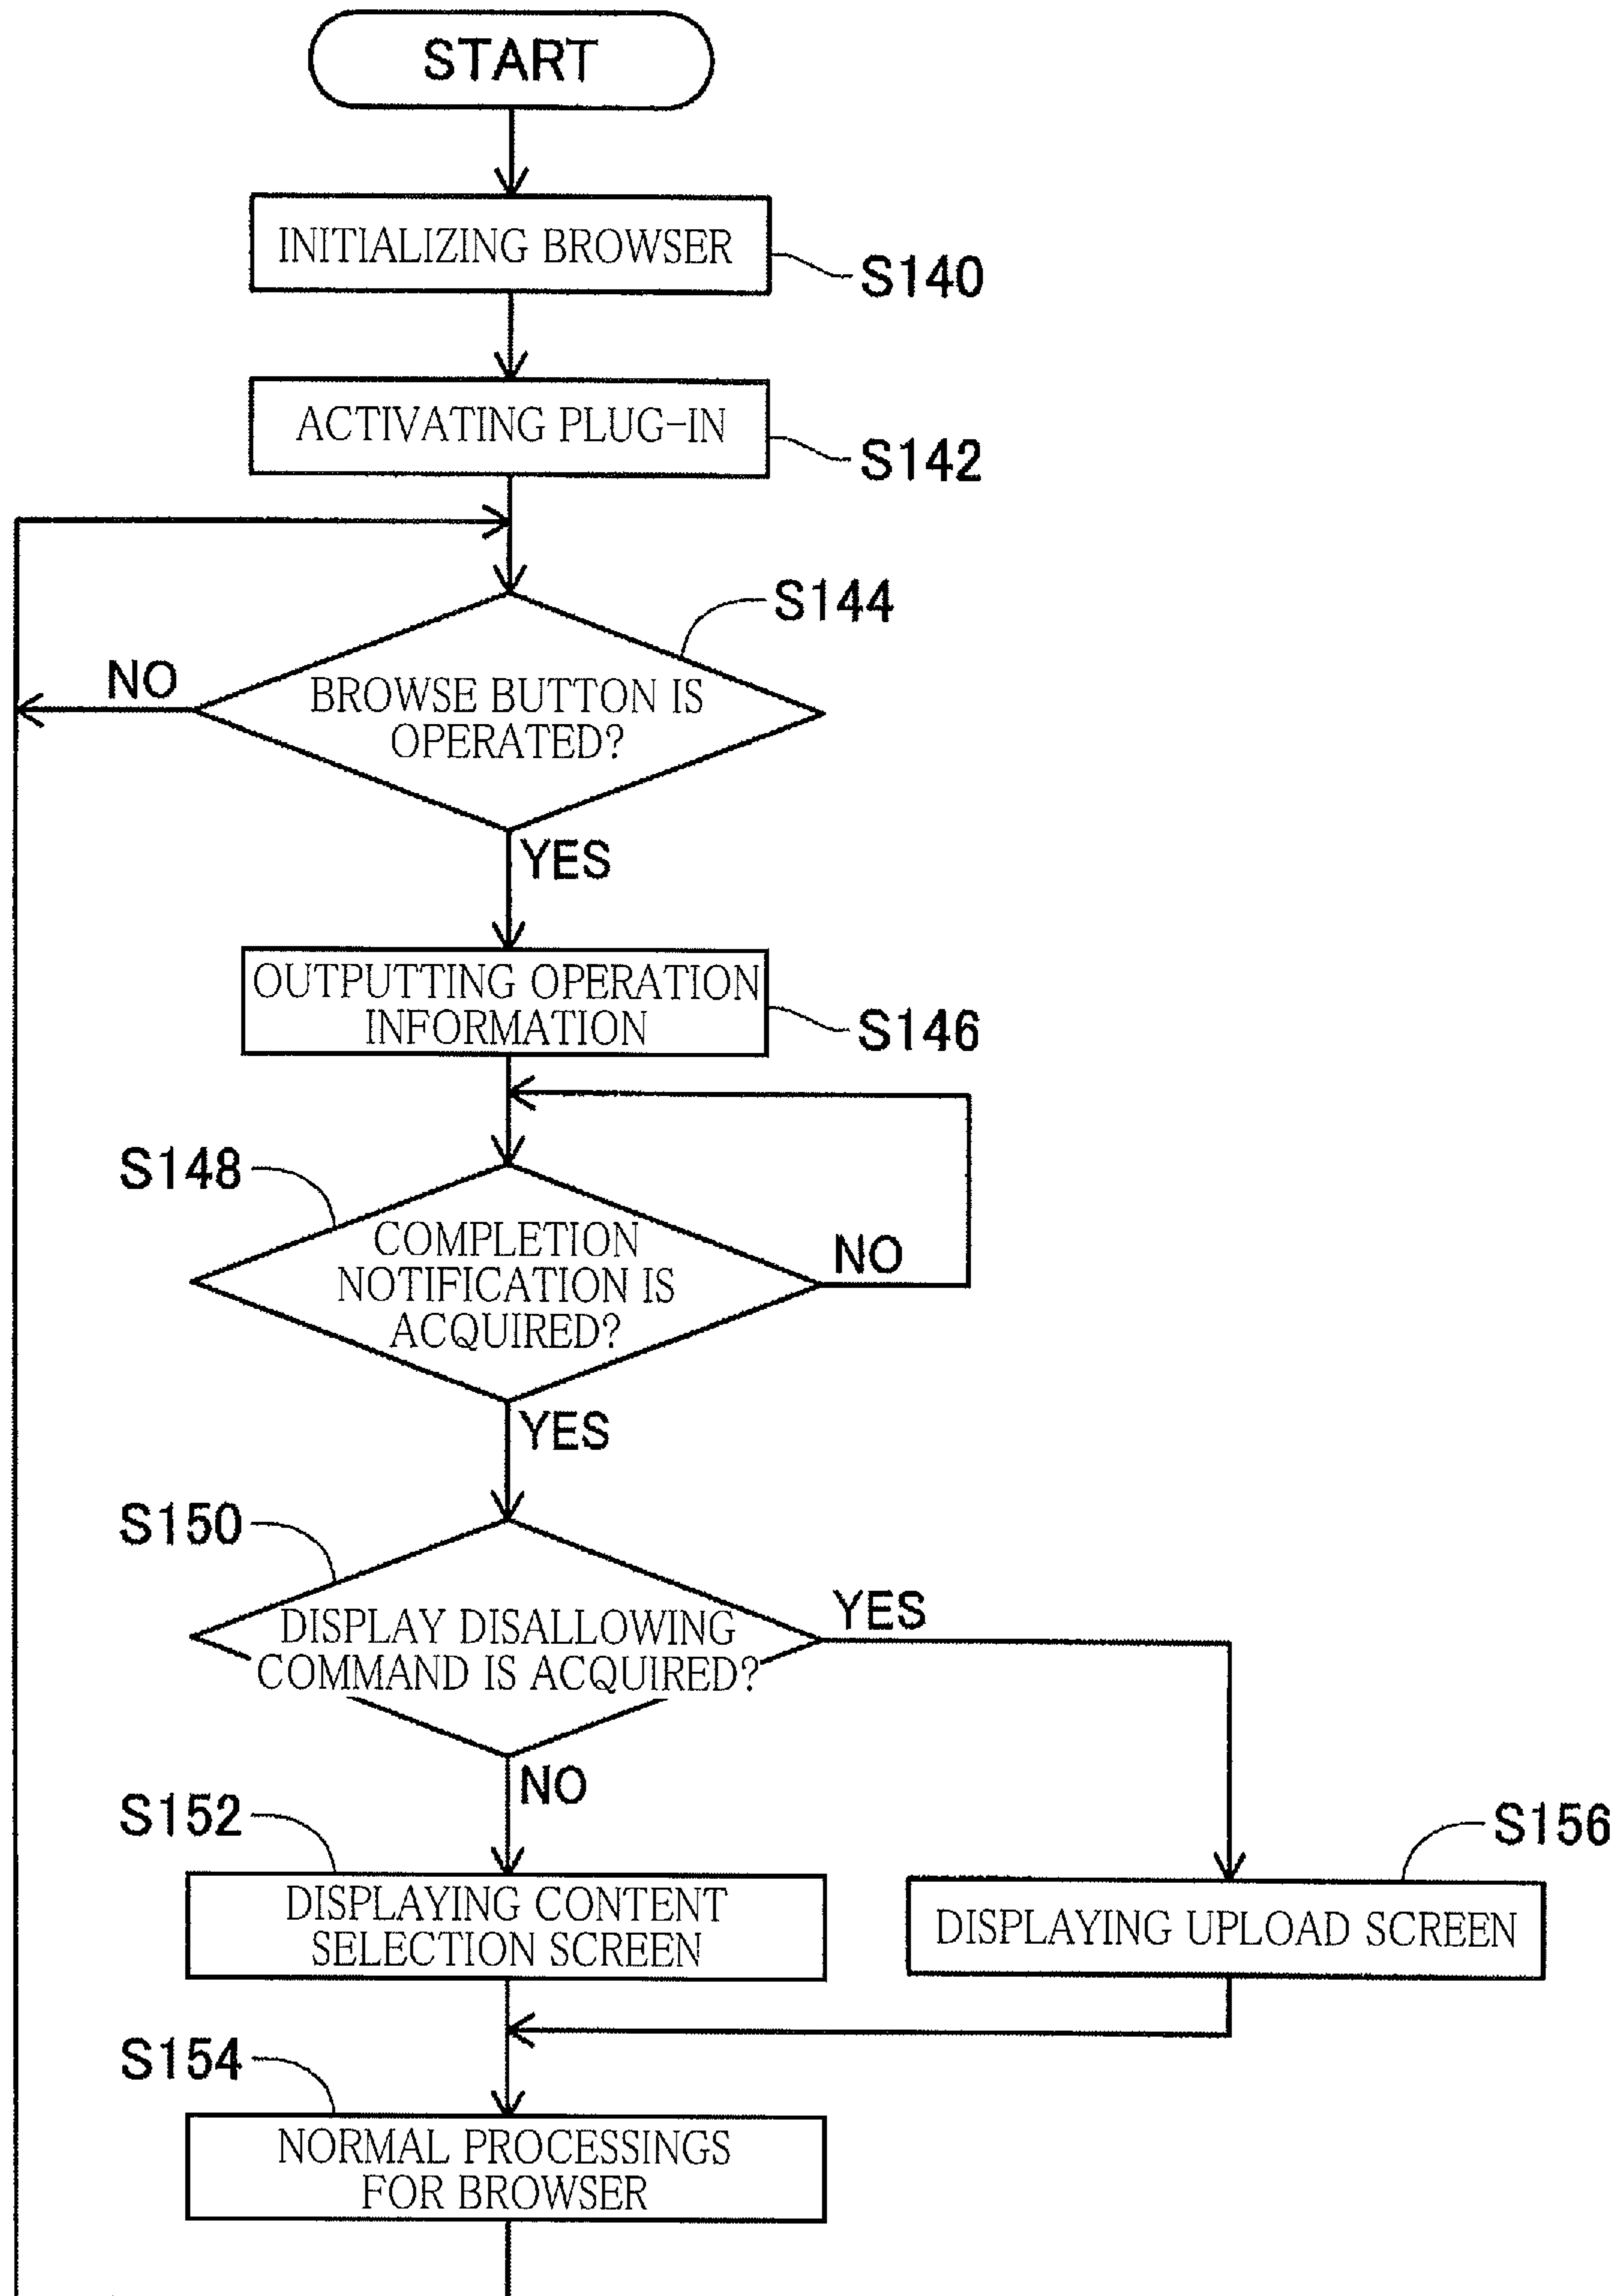 START
INITIALIZING BROWSER
S140
ACTIVATING PLUG-IN
S142
S144
NO
BROWSE BUTTON IS
OPERATED?
YES
OUTPUTTING OPERATION
INFORMATION
S146
S148
COMPLETION
NOTIFICATION IS
ACQUIRED?
NO
YES
S150
DISPLAY DISALLOWING
COMMAND IS ACQUIRED?
YES
NO
S152
DISPLAYING CONTENT
SELECTION SCREEN
S156
DISPLAYING UPLOAD SCREEN
S154
NORMAL PROCESSINGS
FOR BROWSER